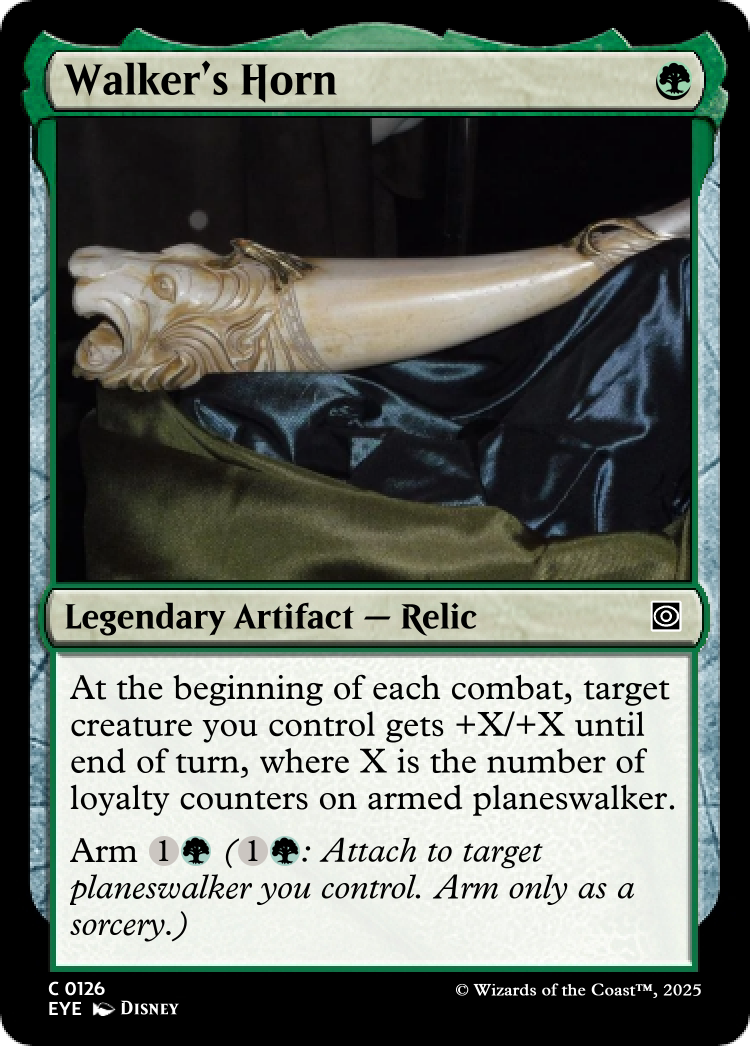 Walker's Horn
Legendary Artifact — Relic
At the beginning of each combat, target
creature you control gets +X/+X until
end of turn, where X is the number of
loyalty counters on armed planeswalker.
Arm 1 (1: Attach to target
planeswalker you control. Arm only as a
sorcery.)
C 0126
EYE Disney
© Wizards of the Coast™, 2025